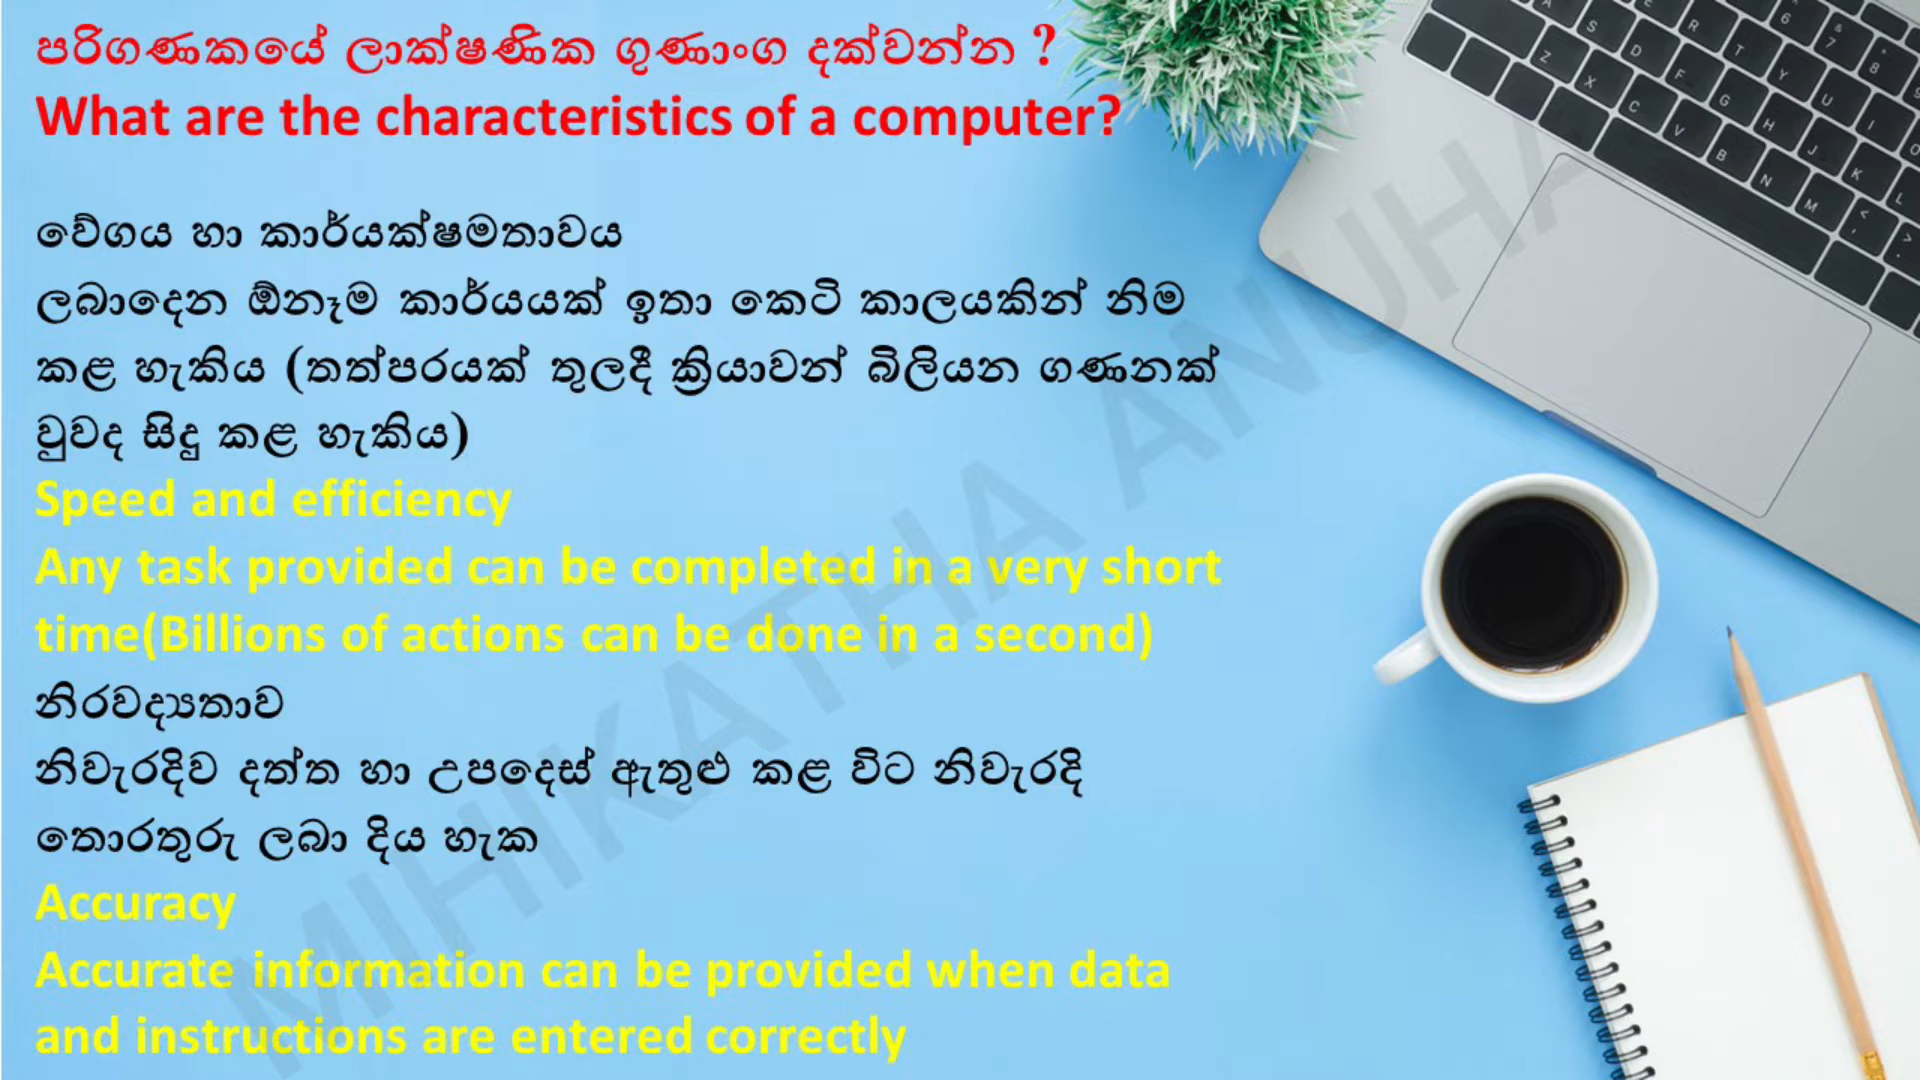 පරිගණකයේ ලාක්ෂණික ගුණාංග දක්වන්න ?
What are the characteristics of a computer?
වේගය හා කාර්යක්ෂමතාවය
ලබාදෙන ඕනෑම කාර්යයක් ඉතා කෙටි කාලයකින් නිම
කළ හැකිය (තත්පරයක් තුලදී ක්‍රියාවන් බිලියන ගණනක්
වුවද සිදු කළ හැකිය)
Speed and efficiency
Any task provided can be completed in a very short
time(Billions of actions can be done in a second)
නිරවද්‍යතාව
නිවැරදිව දත්ත හා උපදෙස් ඇතුළු කළ විට නිවැරදි
තොරතුරු ලබා දිය හැක
Accuracy
Accurate information can be provided when data
and instructions are entered correctly
MIHIKATHA ANUHA